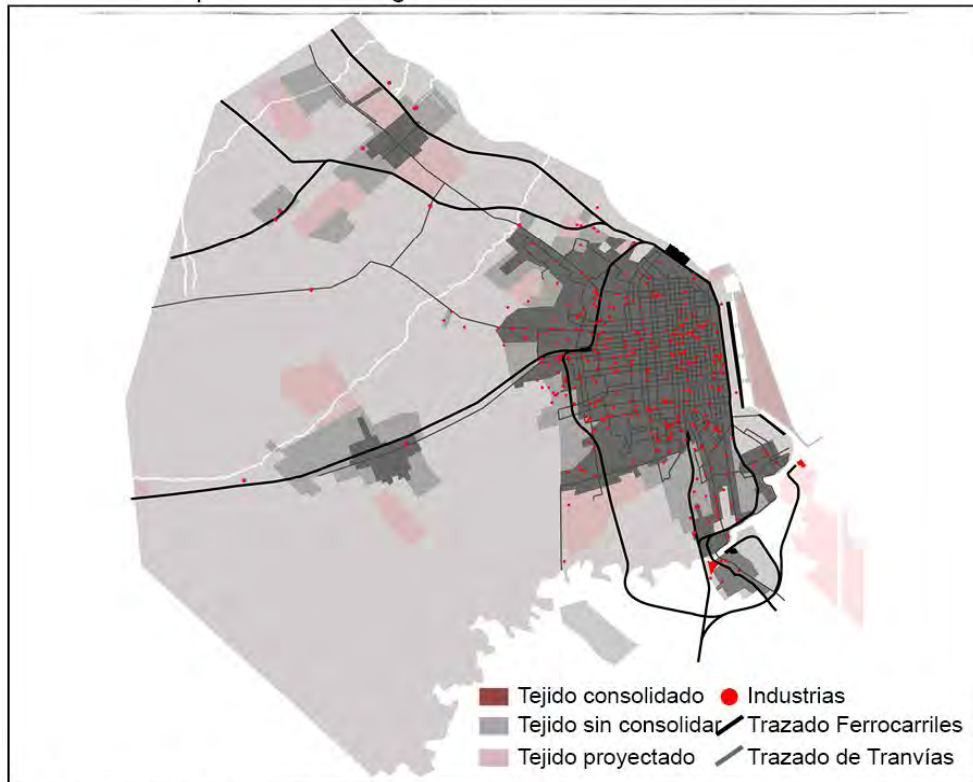 Tejido consolidado
Industrias
Tejido sin consolidar
Trazado Ferrocarriles
Tejido proyectado
Trazado de Tranvías